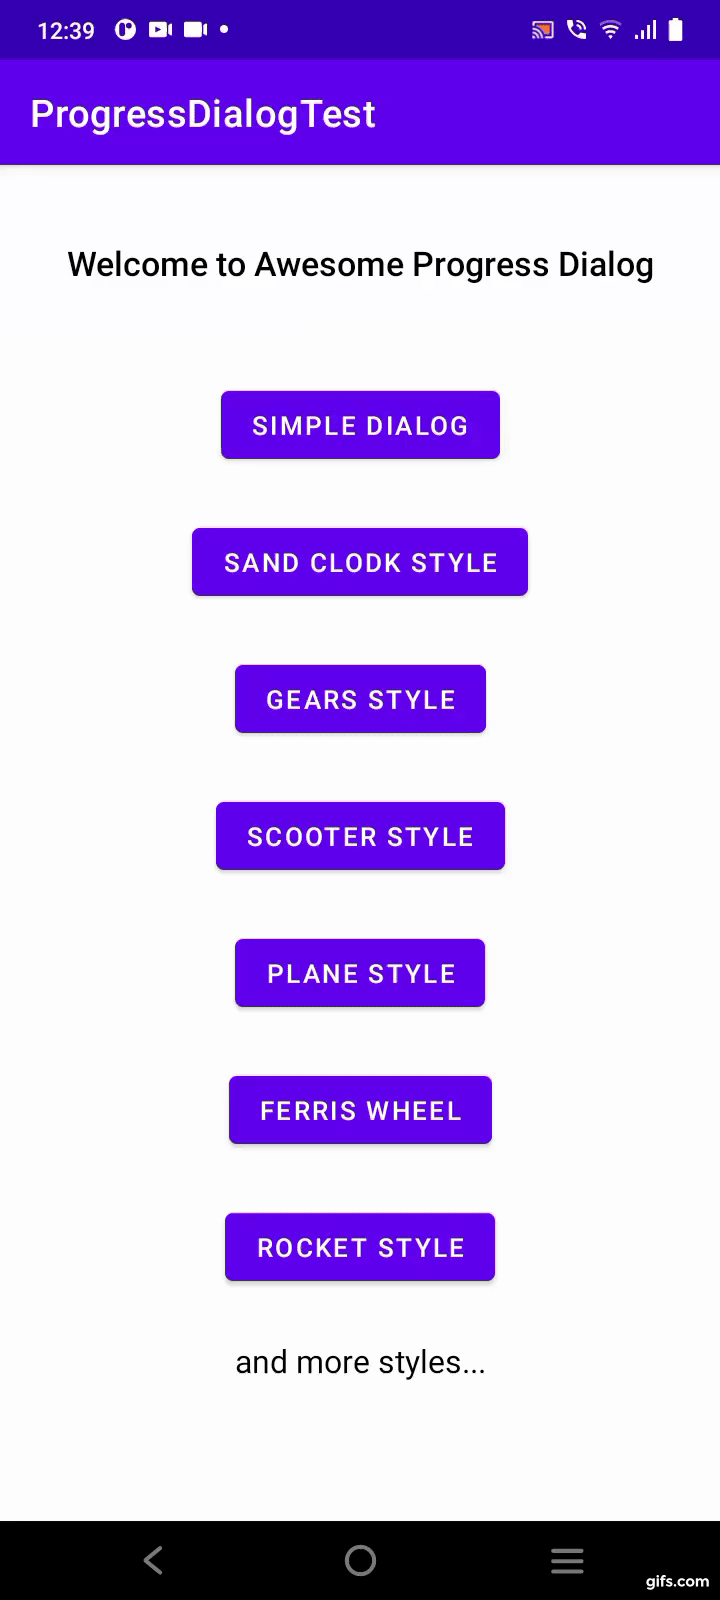 12:39
ProgressDialogTest
Welcome to Awesome Progress Dialog
SIMPLE DIALOG
SAND CLODK STYLE
GEARS STYLE
SCOOTER STYLE
PLANE STYLE
FERRIS WHEEL
ROCKET STYLE
and more styles...
gifs.com